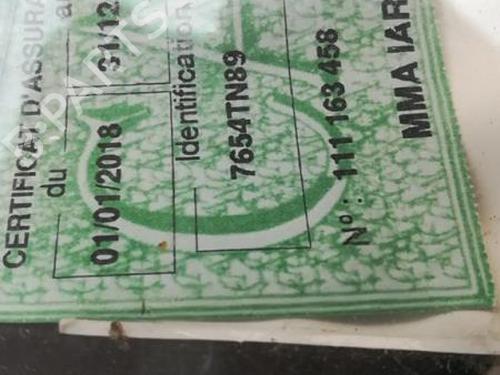 CERTIFICAT D'ASSURA
du
01/01/2018
31/12
Identification
7654TN89
N°: 111 163 458
MMA IAR